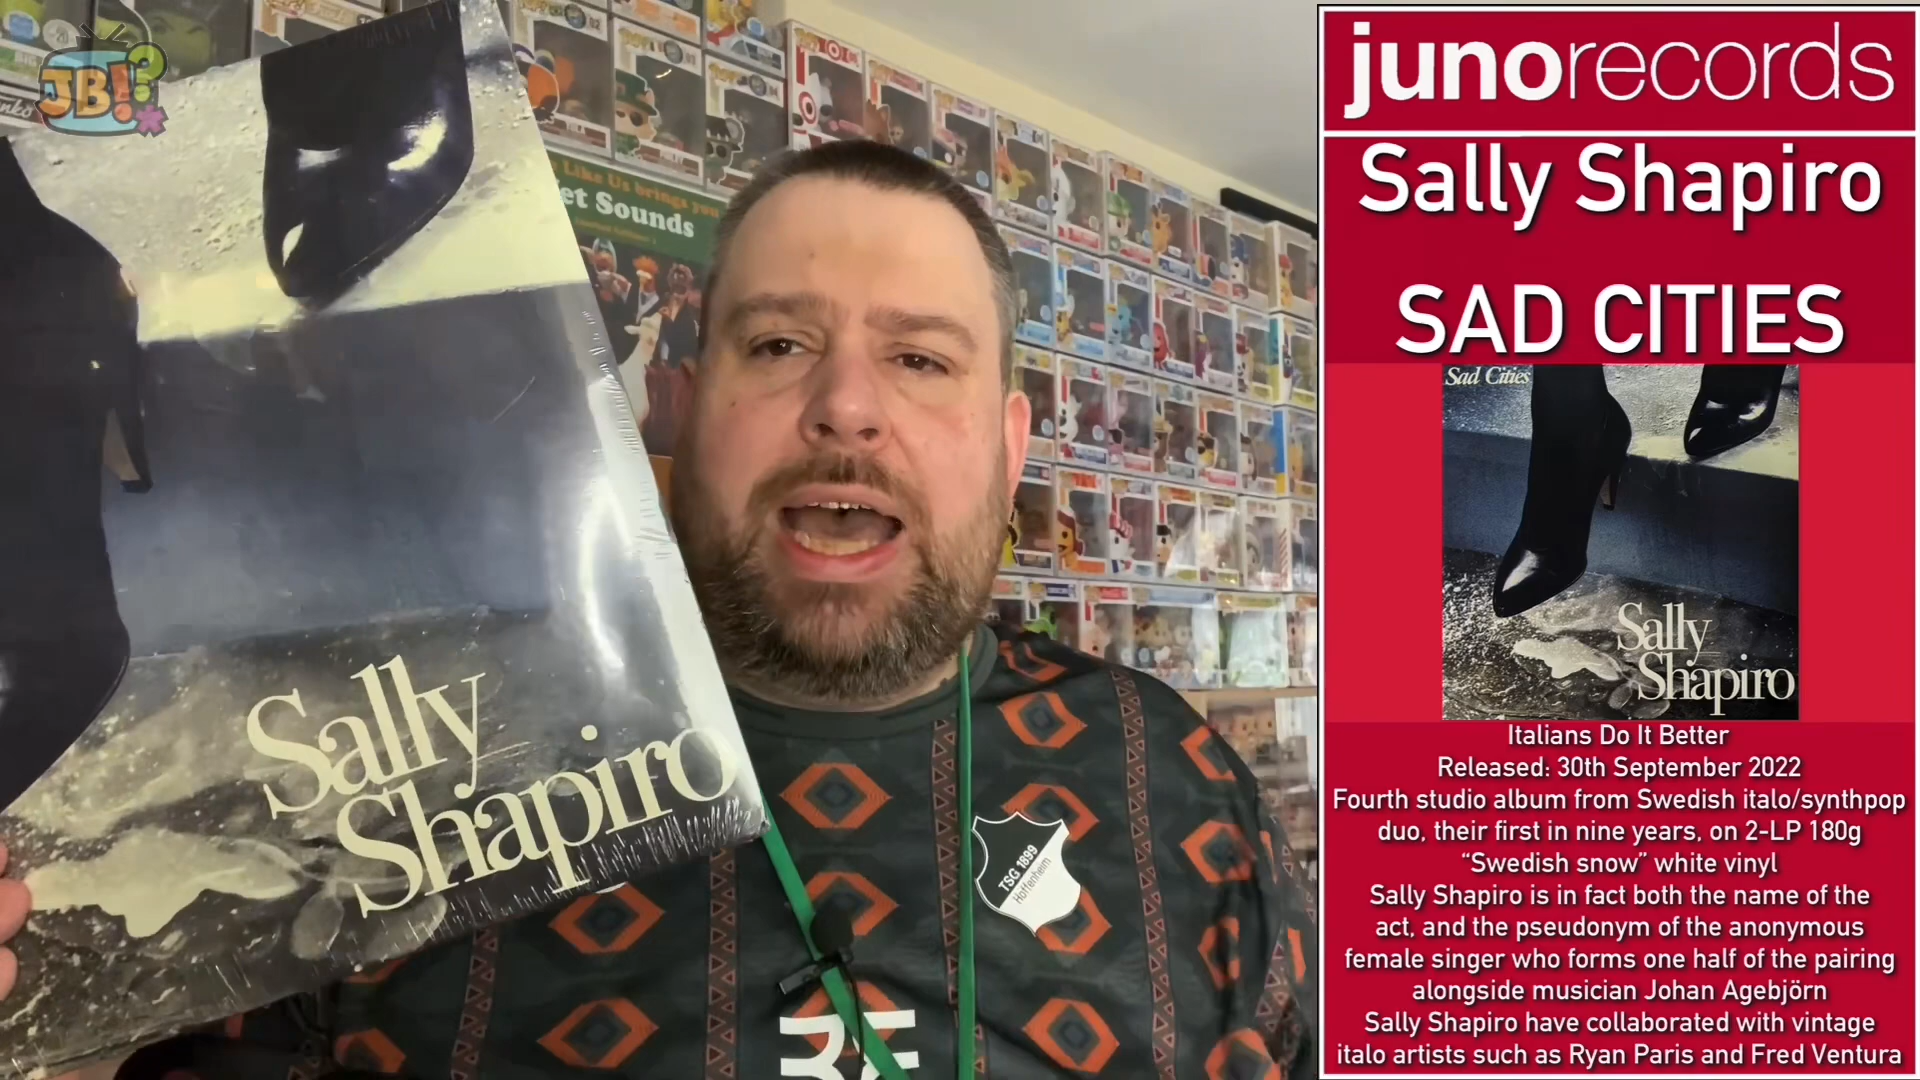 JB!?*
Like Us brings you
et Sounds
Sally
Shapiro
TSG 1899
Hoffenheim
junorecords
Sally Shapiro
SAD CITIES
Sad Cities
Sally
Shapiro
Italians Do It Better
Released: 30th September 2022
Fourth studio album from Swedish italo/synthpop
duo, their first in nine years, on 2-LP 180g
“Swedish snow” white vinyl
Sally Shapiro is in fact both the name of the
act, and the pseudonym of the anonymous
female singer who forms one half of the pairing
alongside musician Johan Agebjörn
Sally Shapiro have collaborated with vintage
italo artists such as Ryan Paris and Fred Ventura